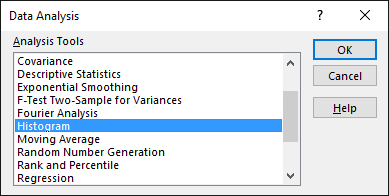 Data Analysis
?
Analysis Tools
Covariance
Descriptive Statistics
Exponential Smoothing
F-Test Two-Sample for Variances
Fourier Analysis
Histogram
Moving Average
Random Number Generation
Rank and Percentile
Regression
OK
Cancel
Help